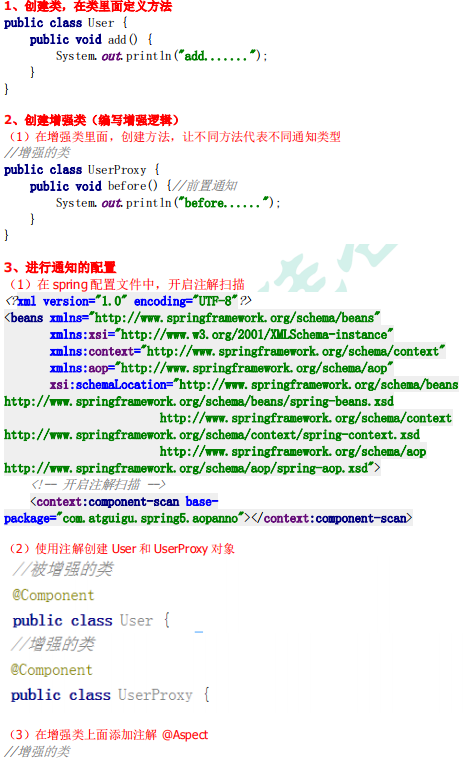 1、创建类，在类里面定义方法
public class User {
public void add() {
System.out.println("add.......");
}
}
2、创建增强类（编写增强逻辑）
（1）在增强类里面，创建方法，让不同方法代表不同通知类型
//增强的类
public class UserProxy {
public void before() {//前置通知
System.out.println("before......");
}
}
3、进行通知的配置
（1）在 spring 配置文件中，开启注解扫描
<?xml version="1.0" encoding="UTF-8"?>
<beans xmlns="http://www.springframework.org/schema/beans"
xmlns:xsi="http://www.w3.org/2001/XMLSchema-instance"
xmlns:context="http://www.springframework.org/schema/context"
xmlns:aop="http://www.springframework.org/schema/aop"
xsi:schemaLocation="http://www.springframework.org/schema/beans
http://www.springframework.org/schema/beans/spring-beans.xsd
http://www.springframework.org/schema/context
http://www.springframework.org/schema/context/spring-context.xsd
http://www.springframework.org/schema/aop
http://www.springframework.org/schema/aop/spring-aop.xsd">
<!-- 开启注解扫描 -->
<context:component-scan base-
package="com.atguigu.spring5.aopanno"></context:component-scan>
（2）使用注解创建 User 和 UserProxy 对象
//被增强的类
@Component
public class User {
//增强的类
@Component
public class UserProxy {
（3）在增强类上面添加注解 @Aspect
//增强的类